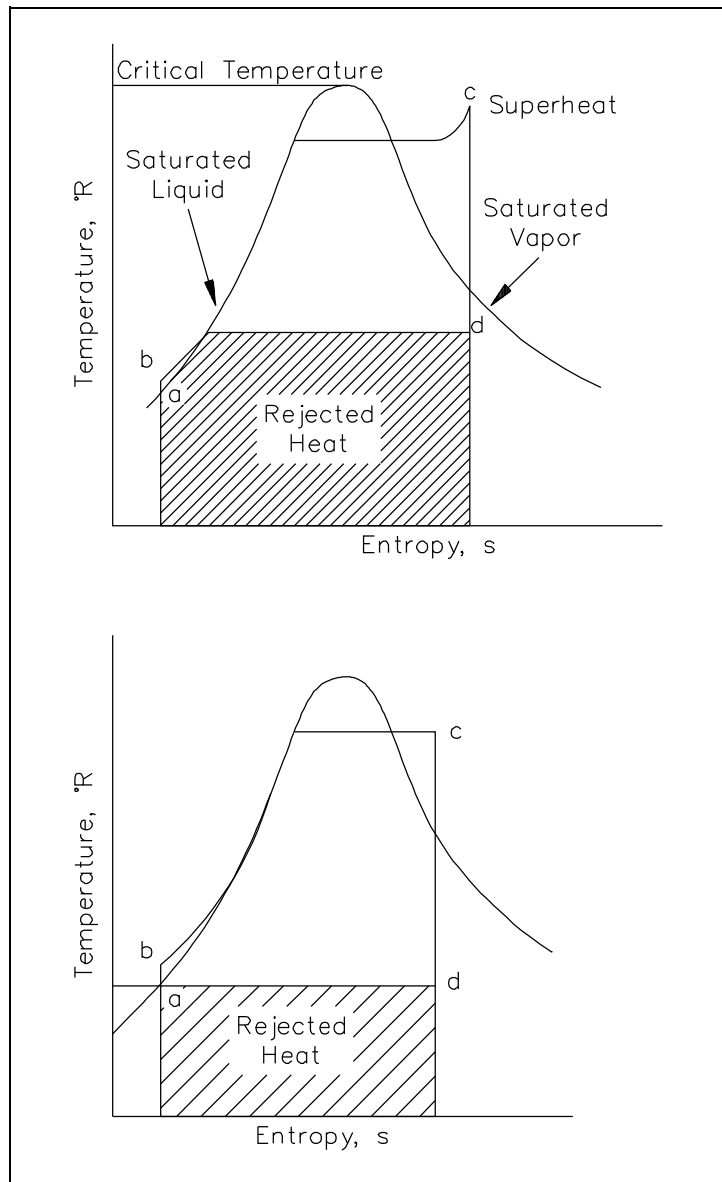 Critical Temperature
c
Superheat
Saturated
Liquid
Saturated
Vapor
Temperature, °R
d
b
a
Rejected
Heat
Entropy, s
c
Temperature, °R
b
a
d
Rejected
Heat
Entropy, s